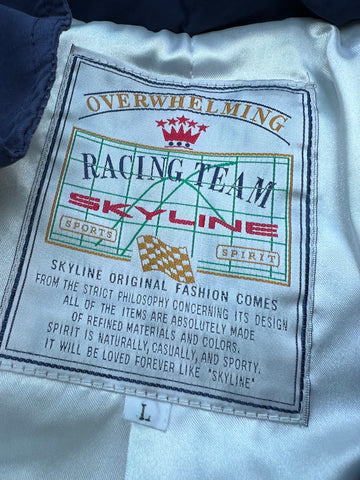 OVERWHELMING
RACING TEAM
SKYLINE
SPORTS SPIRIT
SKYLINE ORIGINAL FASHION COMES
FROM THE STRICT PHILOSOPHY CONCERNING ITS DESIGN
ALL OF THE ITEMS ARE ABSOLUTELY MADE
OF REFINED MATERIALS AND COLORS.
SPIRIT IS NATURALLY, CASUALLY, AND SPORTY.
IT WILL BE LOVED FOREVER LIKE "SKYLINE"
L